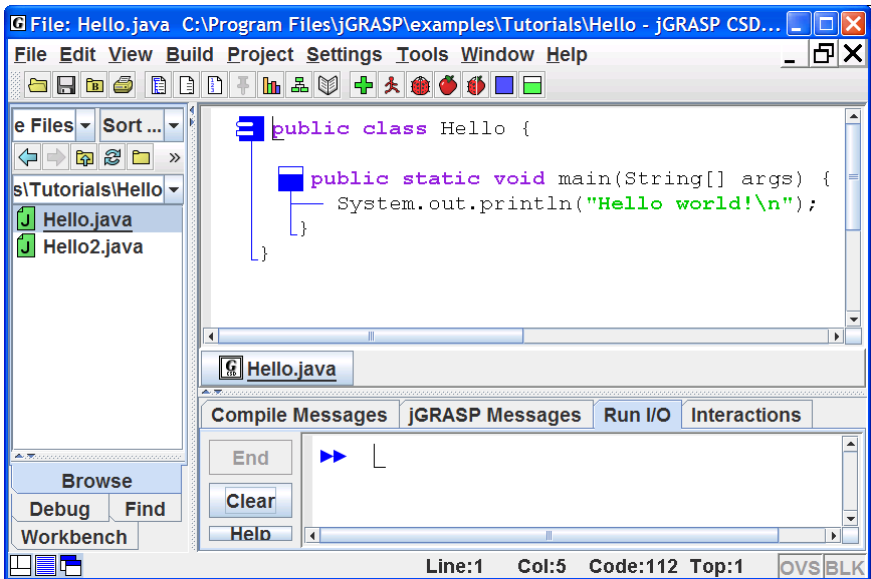 File: Hello.java C:\Program Files\jGRASP\examples\Tutorials\Hello - jGRASP CSD...
File Edit View Build Project Settings Tools Window Help
e Files Sort ...
»
s\Tutorials\Hello
Hello.java
Hello2.java
Browse
Debug Find
Workbench
public class Hello {
public static void main(String[] args) {
System.out.println("Hello world!\n");
}
}
Hello.java
Compile Messages jGRASP Messages Run I/O Interactions
End
Clear
Help
Line:1 Col:5 Code:112 Top:1 OVS BLK